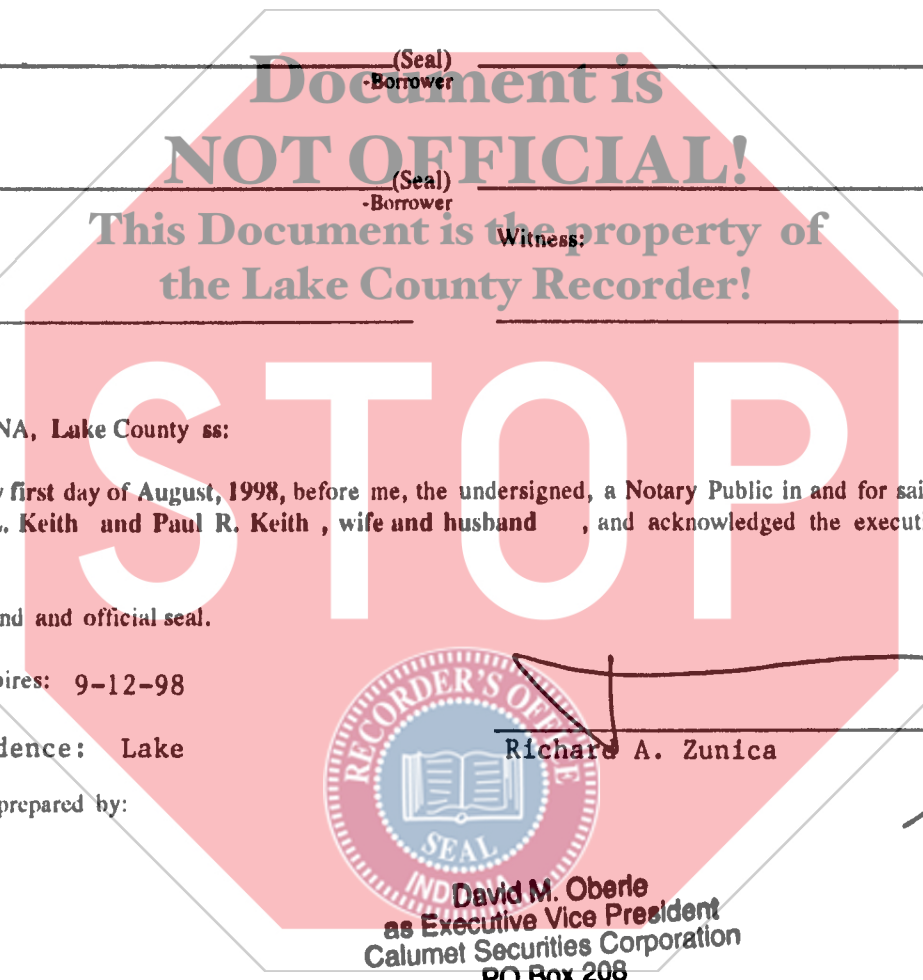 (Seal)
-Borrower
Document is
NOT OFFICIAL!
(Seal)
-Borrower
This Document is the property of
Witness:
the Lake County Recorder!
STOP
NA, Lake County ss:
first day of August, 1998, before me, the undersigned, a Notary Public in and for sai
. Keith and Paul R. Keith , wife and husband , and acknowledged the execut
nd and official seal.
ires: 9-12-98
dence: Lake
Richard A. Zunica
prepared by:
RECORDER'S OFFICE
SEAL
INDIANA
David M. Oberle
as Executive Vice President
Calumet Securities Corporation
PO Box 208